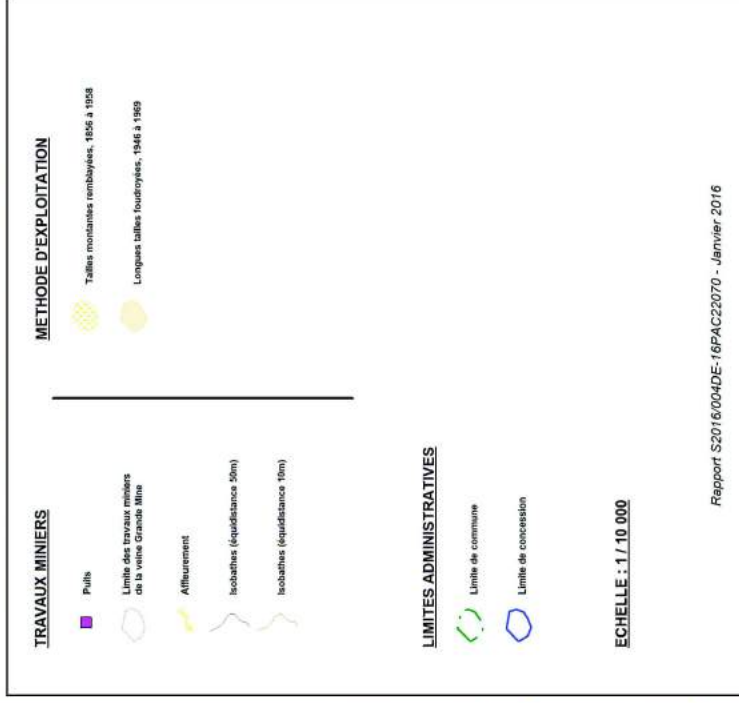 TRAVAUX MINIERS
Puits
Limite des travaux miniers
de la veine Grande Mine
Affleurement
Isobathes (équidistance 50m)
Isobathes (équidistance 10m)
METHODE D'EXPLOITATION
Tailles montantes remblayées, 1856 à 1958
Longues tailles foudroyées, 1946 à 1969
LIMITES ADMINISTRATIVES
Limite de commune
Limite de concession
ECHELLE : 1 / 10 000
Rapport S2016/004DE-16PAC22070 - Janvier 2016